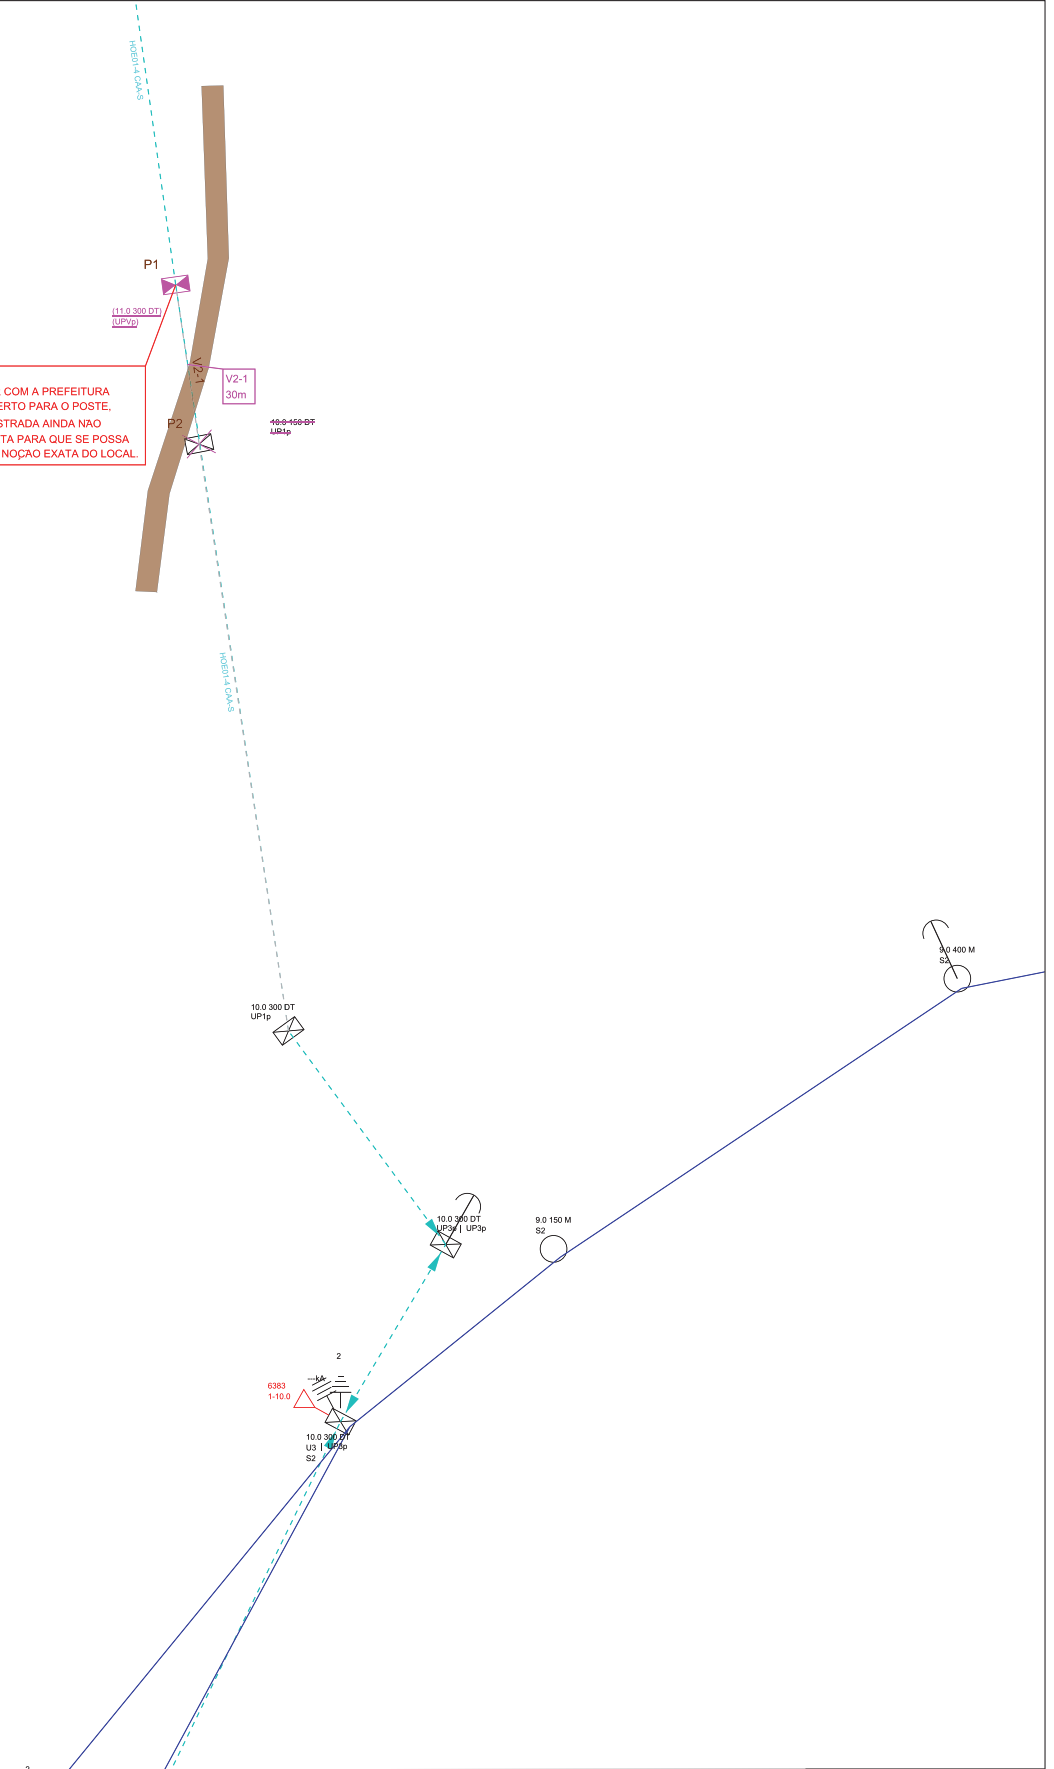 HOE01-4 CAA-S
P1
(11.0 300 DT)
(UPVp)
V2-1
V2-1
30m
COM A PREFEITURA
ERTO PARA O POSTE,
STRADA AINDA NÃO
TA PARA QUE SE POSSA
NOÇÃO EXATA DO LOCAL.
P2
10.0 150 DT
UP1p
HOE01-4 CAA-S
9.0 400 M
S2
10.0 300 DT
UP1p
10.0 300 DT
UP3p | UP3p
9.0 150 M
S2
2
---kA
6383
1-10.0
10.0 300 DT
U3 | UP3p
S2